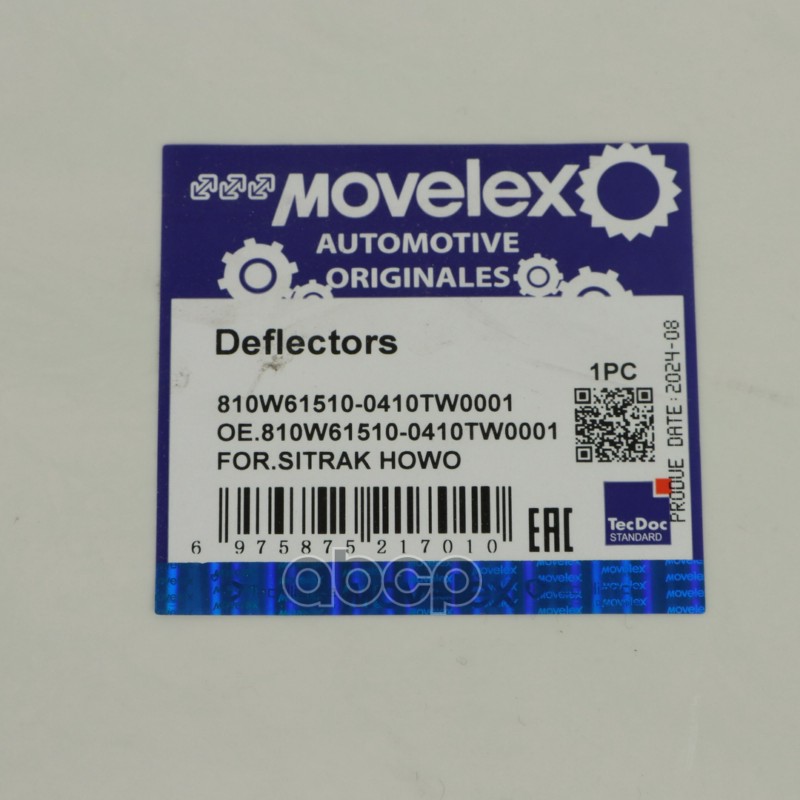 Movelex
AUTOMOTIVE
ORIGINALES
Deflectors
1PC
810W61510-0410TW0001
OE.810W61510-0410TW0001
FOR.SITRAK HOWO
PRODUE DATE:2024-08
6 975875 217010
EAC
TecDoc
STANDARD
abcp
movelex